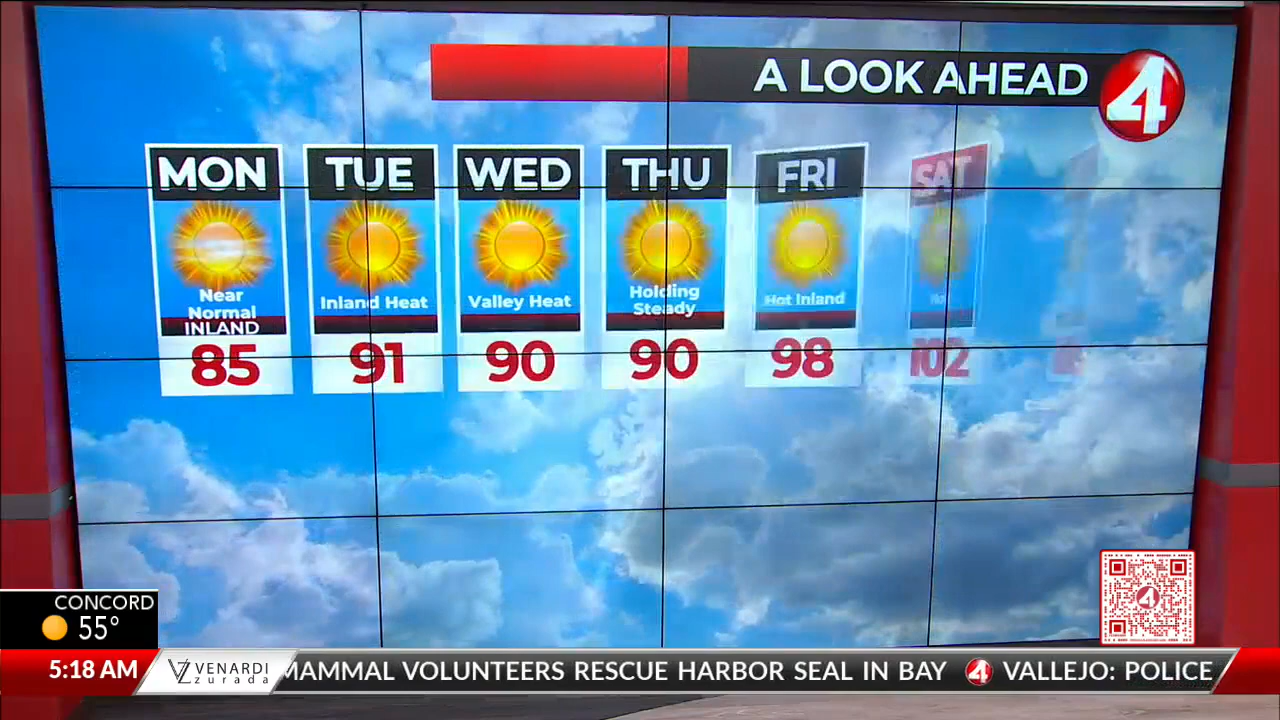 A LOOK AHEAD
4
MON
Near
Normal
INLAND
85
TUE
Inland Heat
91
WED
Valley Heat
90
THU
Holding
Steady
90
FRI
Hot Inland
98
SAT
102
CONCORD
55°
5:18 AM
VZ VENARDI
zurada
MAMMAL VOLUNTEERS RESCUE HARBOR SEAL IN BAY 4 VALLEJO: POLICE